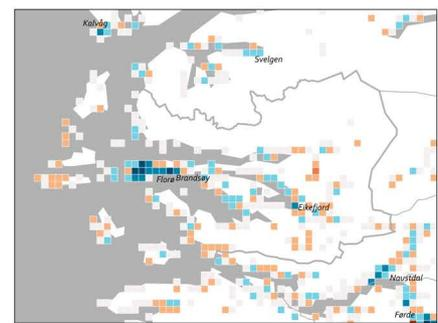 Kalvåg
Svelgen
Florø
Brandsøy
Eikefjord
Naustdal
Førde